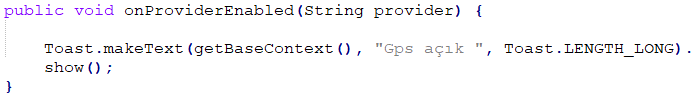 public void onProviderEnabled(String provider) {
Toast.makeText(getBaseContext(), "Gps açık ", Toast.LENGTH_LONG).
show();
}